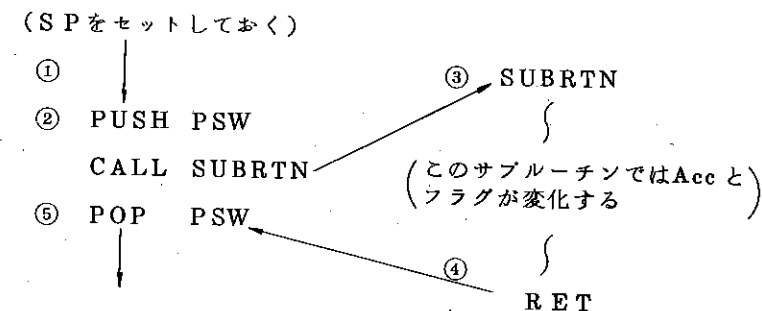 (SPをセットしておく)
①
② PUSH PSW
CALL SUBRTN
⑤ POP PSW
③ SUBRTN
(このサブルーチンではAccと
フラグが変化する)
④
RET